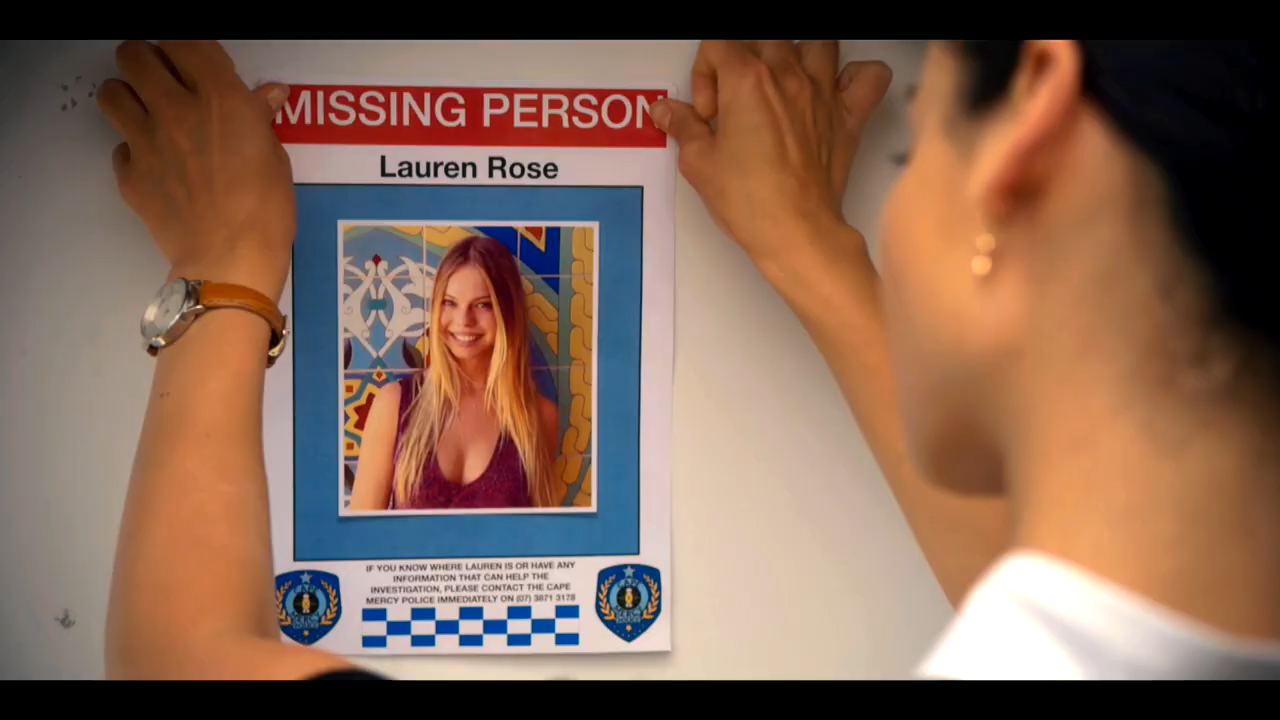 MISSING PERSON
Lauren Rose
IF YOU KNOW WHERE LAUREN IS OR HAVE ANY
INFORMATION THAT CAN HELP THE
INVESTIGATION, PLEASE CONTACT THE CAPE
MERCY POLICE IMMEDIATELY ON (07) 3871 3178